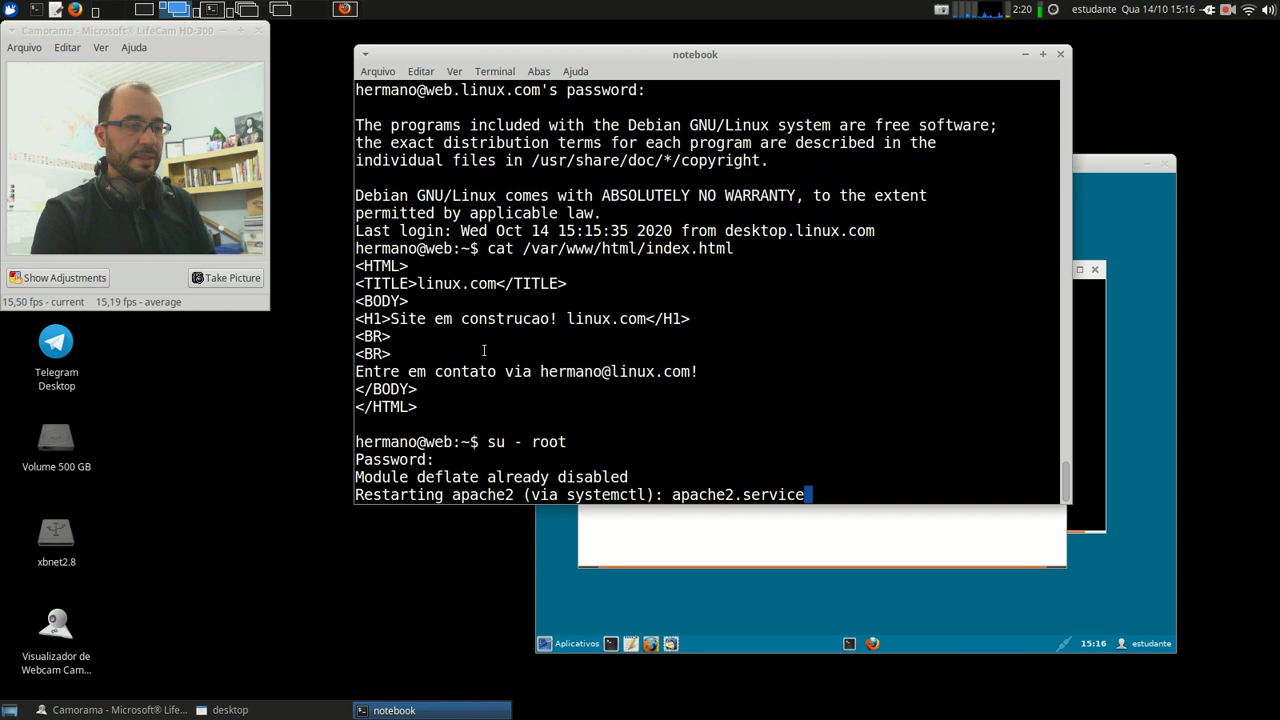 2:20
estudante Qua 14/10 15:16
Camorama - Microsoft® LifeCam HD-300
Arquivo Editar Ver Ajuda
Show Adjustments
Take Picture
15,50 fps - current 15,19 fps - average
Telegram
Desktop
Volume 500 GB
xbnet2.8
Visualizador de
Webcam Cam...
notebook
Arquivo Editar Ver Terminal Abas Ajuda
hermano@web.linux.com's password:
The programs included with the Debian GNU/Linux system are free software;
the exact distribution terms for each program are described in the
individual files in /usr/share/doc/*/copyright.
Debian GNU/Linux comes with ABSOLUTELY NO WARRANTY, to the extent
permitted by applicable law.
Last login: Wed Oct 14 15:15:35 2020 from desktop.linux.com
hermano@web:~$ cat /var/www/html/index.html
<HTML>
<TITLE>linux.com</TITLE>
<BODY>
<H1>Site em construcao! linux.com</H1>
<BR>
<BR>
Entre em contato via hermano@linux.com!
</BODY>
</HTML>
hermano@web:~$ su - root
Password:
Module deflate already disabled
Restarting apache2 (via systemctl): apache2.service
Aplicativos
15:16
estudante
Camorama - Microsoft® Life...
desktop
notebook